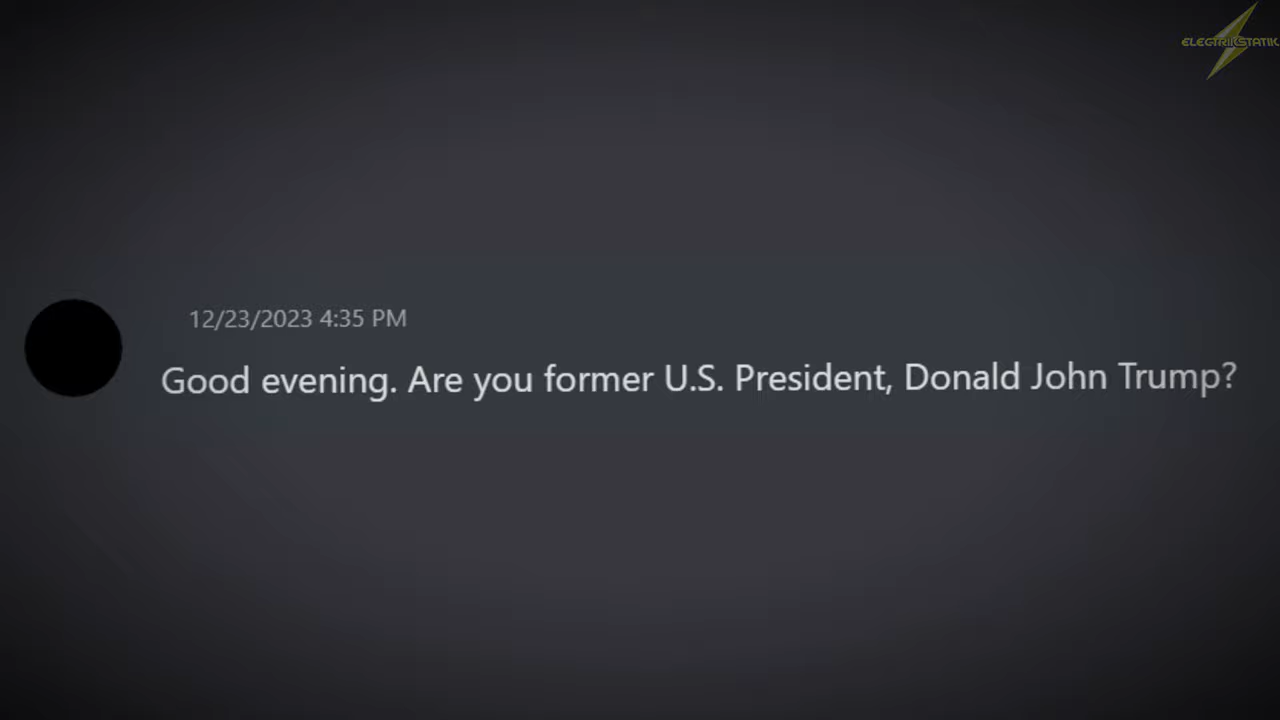 ELECTRIKSTATIK
12/23/2023 4:35 PM
Good evening. Are you former U.S. President, Donald John Trump?